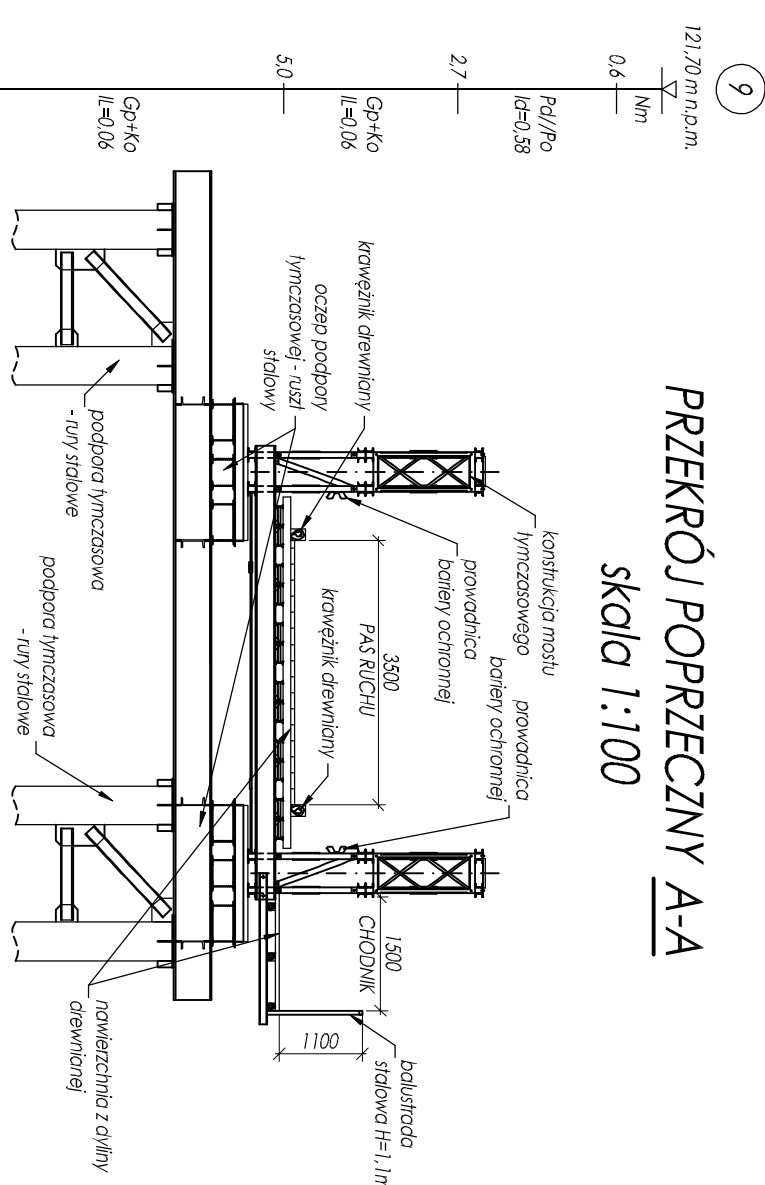 PRZEKRÓJ POPRZECZNY A-A
skala 1:100
9
121,70 m n.p.m.
Nm
0,6
Pd//Po
Id=0,58
2,7
Gp+Ko
IL=0,06
5,0
Gp+Ko
IL=0,06
konstrukcja mostu
tymczasowego
prowadnica
bariery ochronnej
prowadnica
bariery ochronnej
krawężnik drewniany
oczep podpory
tymczasowej - ruszt
stalowy
3500
PAS RUCHU
krawężnik drewniany
1500
CHODNIK
1100
balustrada
stalowa H=1,1m
podpora tymczasowa
- rury stalowe
podpora tymczasowa
- rury stalowe
nawierzchnia z dyliny
drewnianej